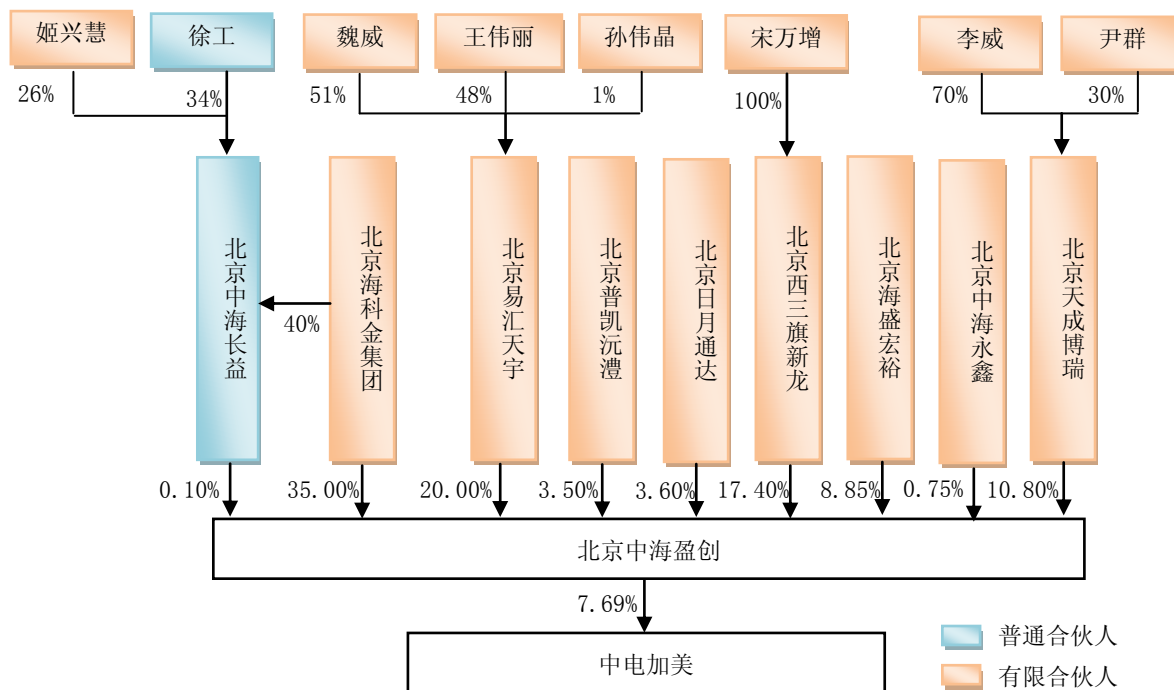 姬兴慧
徐工
魏威
王伟丽
孙伟晶
宋万增
李威
尹群
26%
34%
51%
48%
1%
100%
70%
30%
北京中海长益
北京海科金集团
北京易汇天宇
北京普凯沅澧
北京日月通达
北京西三旗新龙
北京海盛宏裕
北京中海永鑫
北京天成博瑞
40%
0.10%
35.00%
20.00%
3.50%
3.60%
17.40%
8.85%
0.75%
10.80%
北京中海盈创
7.69%
中电加美
普通合伙人
有限合伙人